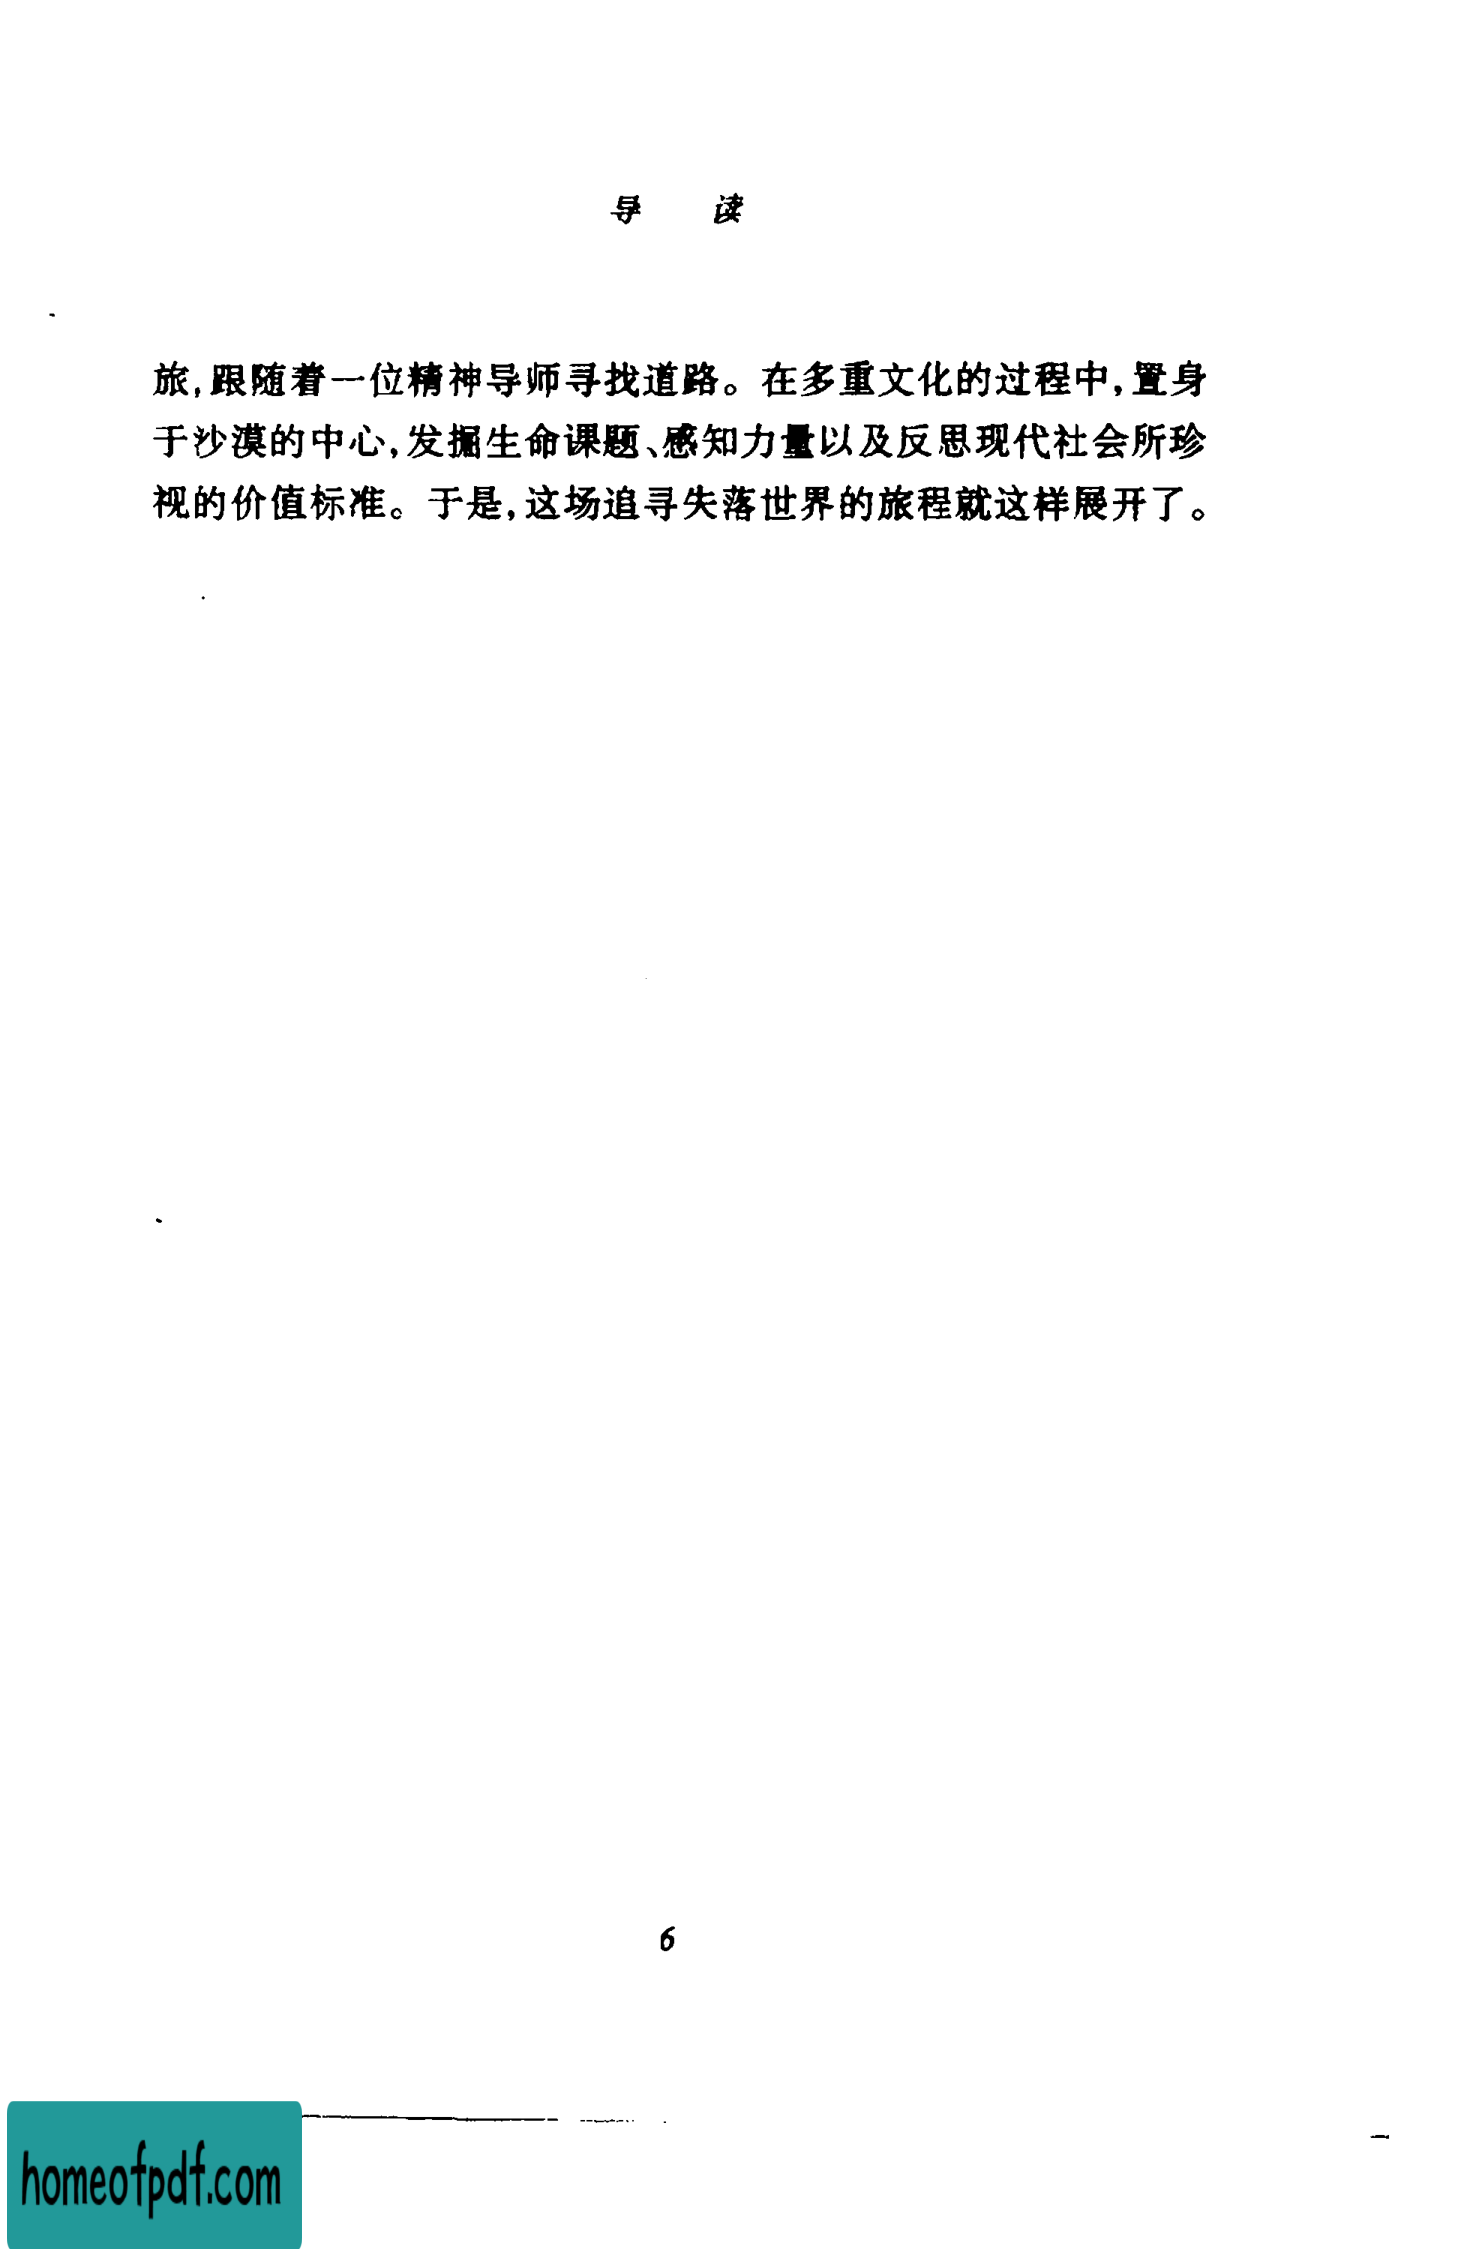 导 读
旅,跟随着一位精神导师寻找道路。在多重文化的过程中,置身
于沙漠的中心,发掘生命课题、感知力量以及反思现代社会所珍
视的价值标准。于是,这场追寻失落世界的旅程就这样展开了。
6
homeofpdf.com